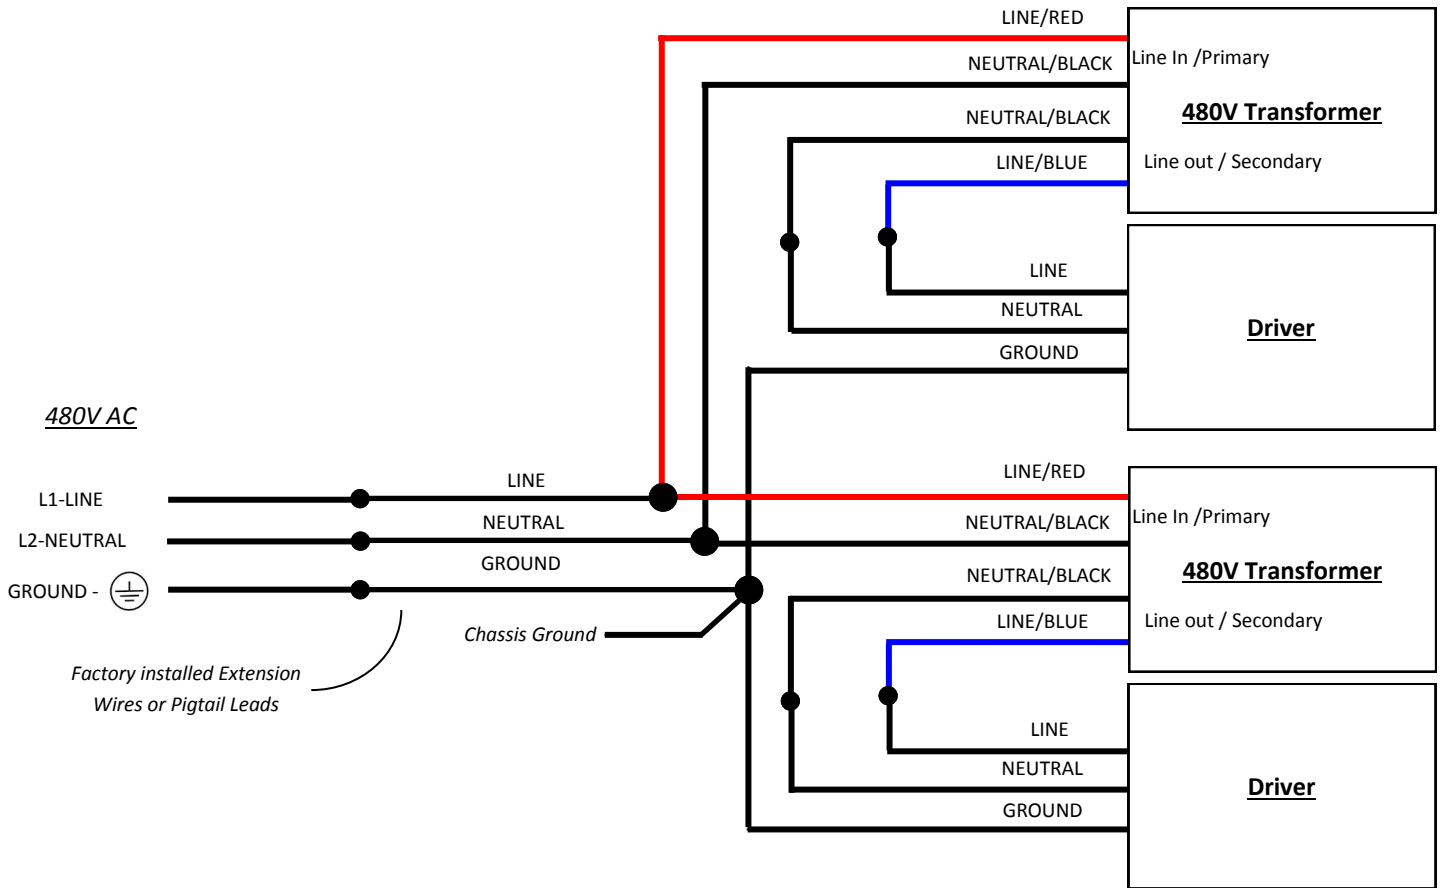 LINE/RED
NEUTRAL/BLACK
Line In /Primary
480V Transformer
NEUTRAL/BLACK
LINE/BLUE
Line out / Secondary
LINE
NEUTRAL
Driver
GROUND
480V AC
LINE/RED
LINE
L1-LINE
NEUTRAL
NEUTRAL/BLACK
Line In /Primary
L2-NEUTRAL
GROUND
NEUTRAL/BLACK
480V Transformer
GROUND -
LINE/BLUE
Line out / Secondary
Chassis Ground
Factory installed Extension
Wires or Pigtail Leads
LINE
NEUTRAL
Driver
GROUND